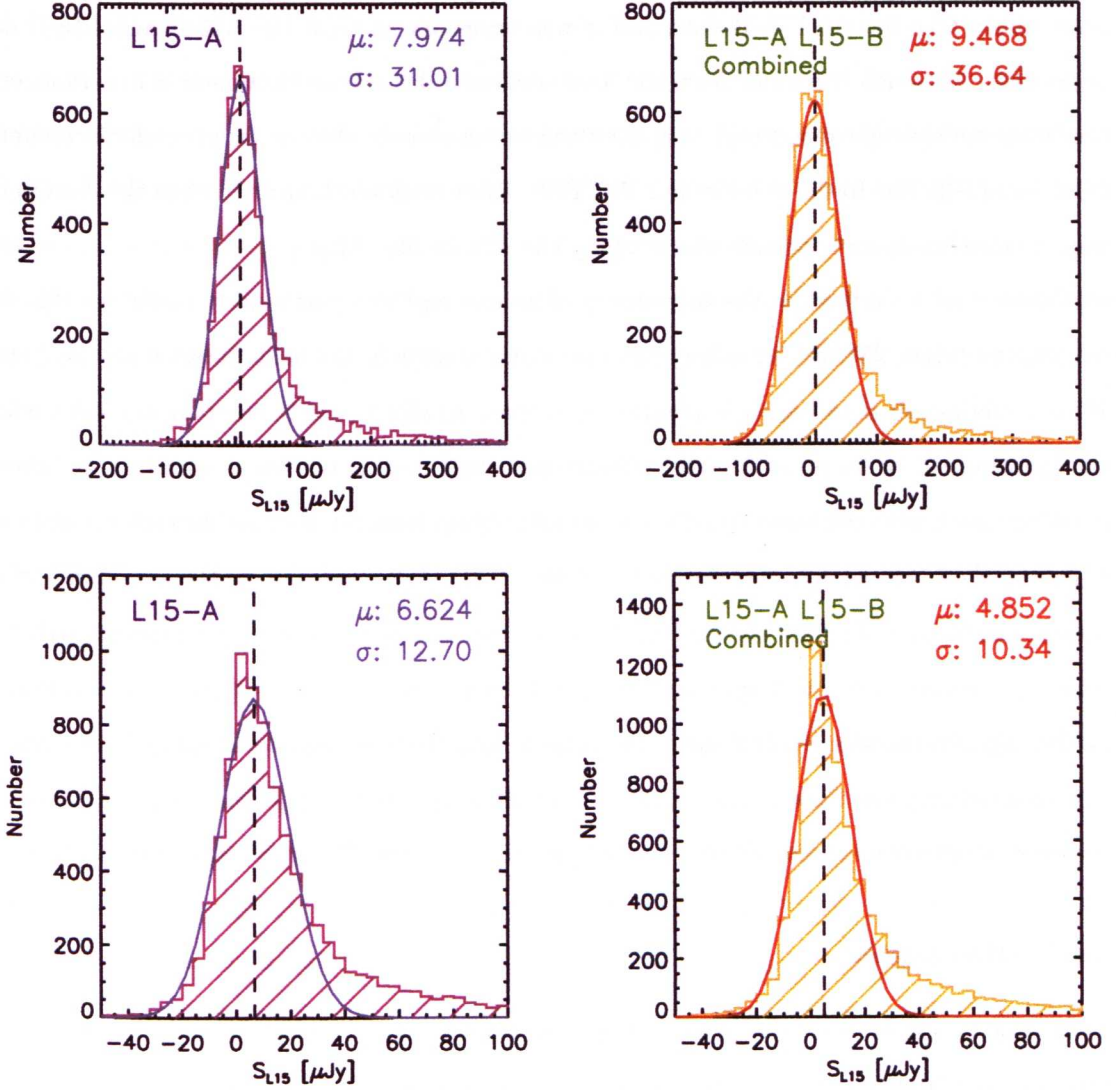 L15-A
μ: 7.974
σ: 31.01
Number
800
600
400
200
0
-200 -100 0 100 200 300 400
S_L15 [μJy]
L15-A L15-B
Combined
μ: 9.468
σ: 36.64
Number
800
600
400
200
0
-200 -100 0 100 200 300 400
S_L15 [μJy]
L15-A
μ: 6.624
σ: 12.70
Number
1200
1000
800
600
400
200
0
-40 -20 0 20 40 60 80 100
S_L15 [μJy]
L15-A L15-B
Combined
μ: 4.852
σ: 10.34
Number
1400
1200
1000
800
600
400
200
0
-40 -20 0 20 40 60 80 100
S_L15 [μJy]